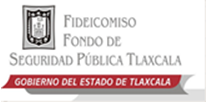 FIDEICOMISO
FONDO DE
SEGURIDAD PÚBLICA TLAXCALA
GOBIERNO DEL ESTADO DE TLAXCALA